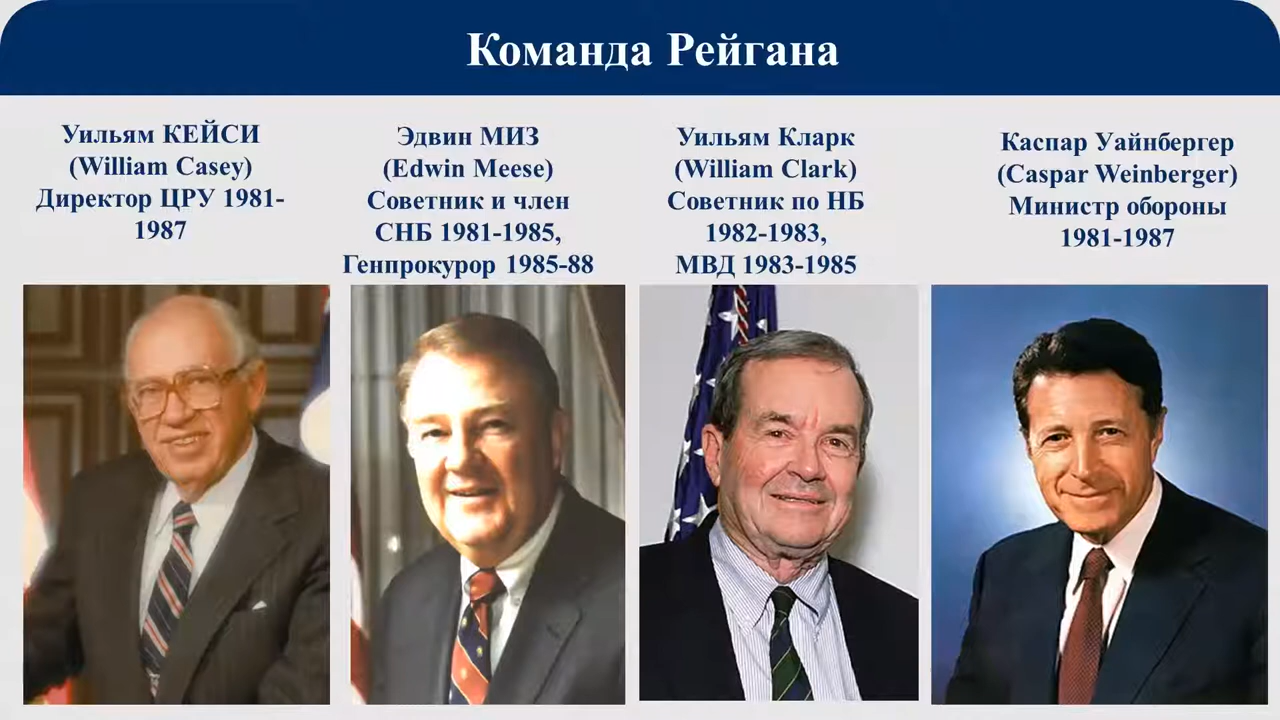 Команда Рейгана
Уильям КЕЙСИ
(William Casey)
Директор ЦРУ 1981-
1987
Эдвин МИЗ
(Edwin Meese)
Советник и член
СНБ 1981-1985,
Генпрокурор 1985-88
Уильям Кларк
(William Clark)
Советник по НБ
1982-1983,
МВД 1983-1985
Каспар Уайнбергер
(Caspar Weinberger)
Министр обороны
1981-1987